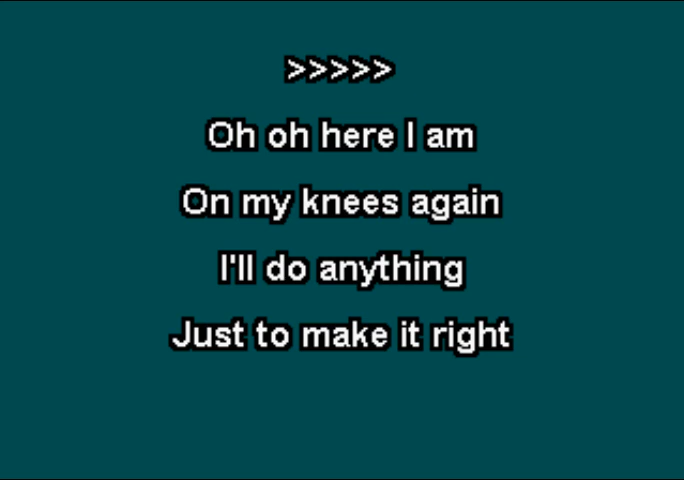 >>>>>
Oh oh here I am
On my knees again
I'll do anything
Just to make it right